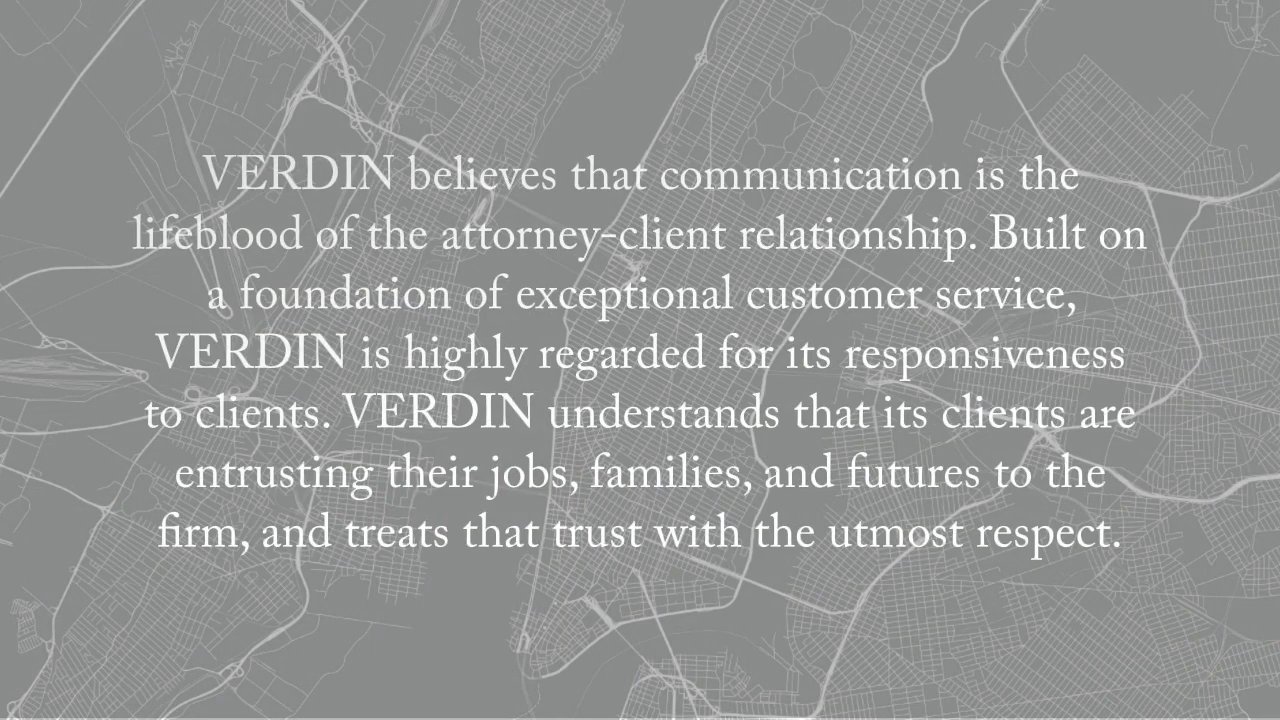 VERDIN believes that communication is the
lifeblood of the attorney-client relationship. Built on
a foundation of exceptional customer service,
VERDIN is highly regarded for its responsiveness
to clients. VERDIN understands that its clients are
entrusting their jobs, families, and futures to the
firm, and treats that trust with the utmost respect.